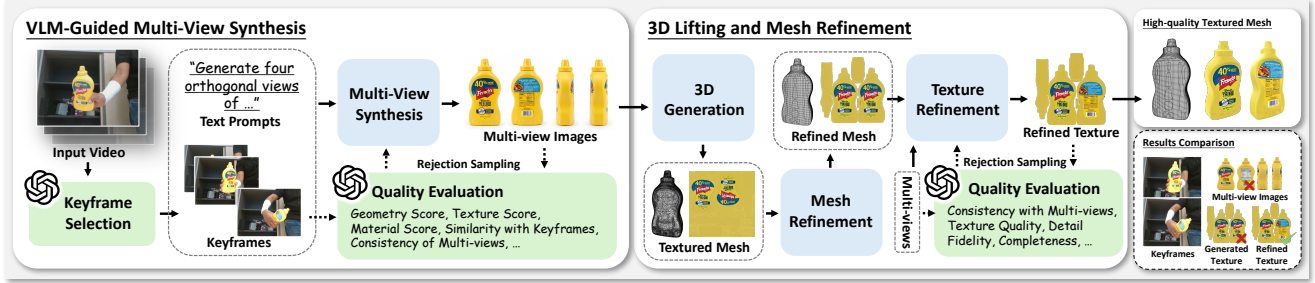 VLM-Guided Multi-View Synthesis
Input Video
Keyframe
Selection
“Generate four
orthogonal views
of …”
Text Prompts
Keyframes
Multi-View
Synthesis
Multi-view Images
Rejection Sampling
Quality Evaluation
Geometry Score, Texture Score,
Material Score, Similarity with Keyframes,
Consistency of Multi-views, …
3D Lifting and Mesh Refinement
3D
Generation
Textured Mesh
Mesh
Refinement
Refined Mesh
Multi-views
Texture
Refinement
Refined Texture
Rejection Sampling
Quality Evaluation
Consistency with Multi-views,
Texture Quality, Detail
Fidelity, Completeness, …
High-quality Textured Mesh
Results Comparison
Multi-view Images
Keyframes
Generated
Texture
Refined
Texture